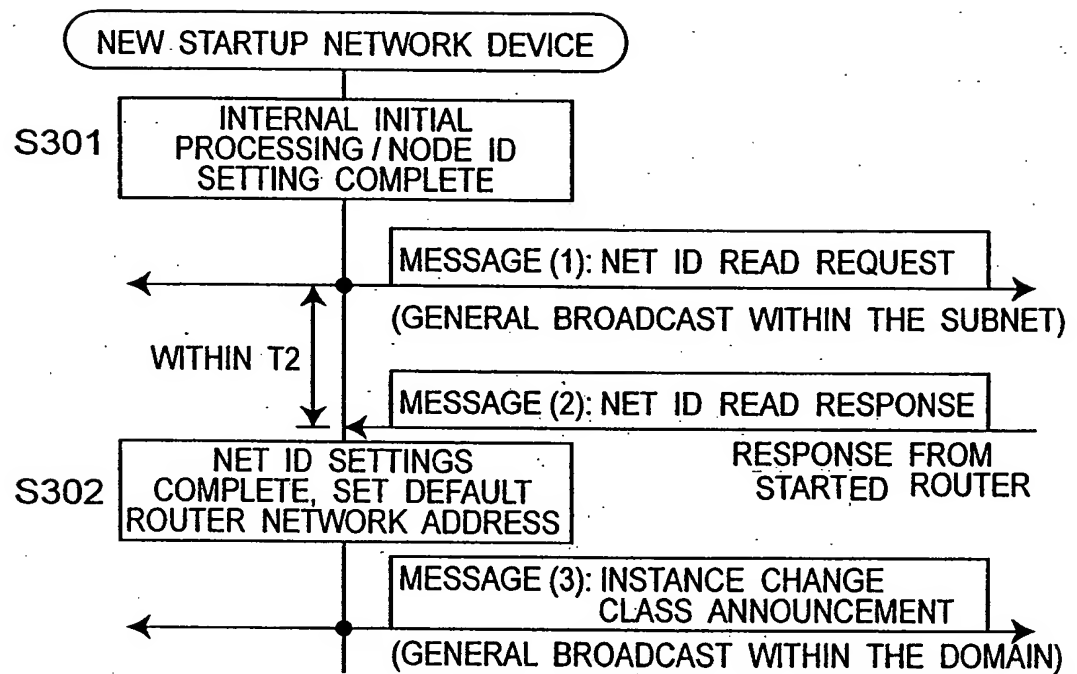 NEW STARTUP NETWORK DEVICE
S301
INTERNAL INITIAL
PROCESSING / NODE ID
SETTING COMPLETE
MESSAGE (1): NET ID READ REQUEST
(GENERAL BROADCAST WITHIN THE SUBNET)
WITHIN T2
MESSAGE (2): NET ID READ RESPONSE
RESPONSE FROM
STARTED ROUTER
S302
NET ID SETTINGS
COMPLETE, SET DEFAULT
ROUTER NETWORK ADDRESS
MESSAGE (3): INSTANCE CHANGE
CLASS ANNOUNCEMENT
(GENERAL BROADCAST WITHIN THE DOMAIN)